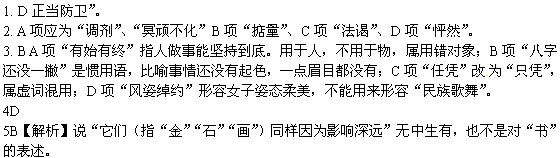 1. D 正当防卫”。
2. A 项应为“调剂”、“冥顽不化” B 项“掂量”、C 项“法谒”、D 项“怦然”。
3. B A 项“有始有终”指人做事能坚持到底。用于人，不用于物，属用错对象；B 项“八字
还没一撇”是惯用语，比喻事情还没有起色，一点眉目都没有；C 项“任凭”改 为“只凭”，
属虚词混用；D 项“风姿绰约”形容女子姿态柔美，不能用来形容“民族歌舞”。
4D
5B【解析】说“它们（指“金”“石”“画”）同样因为影响深远”无中生有，也不是对“书”
的表述。